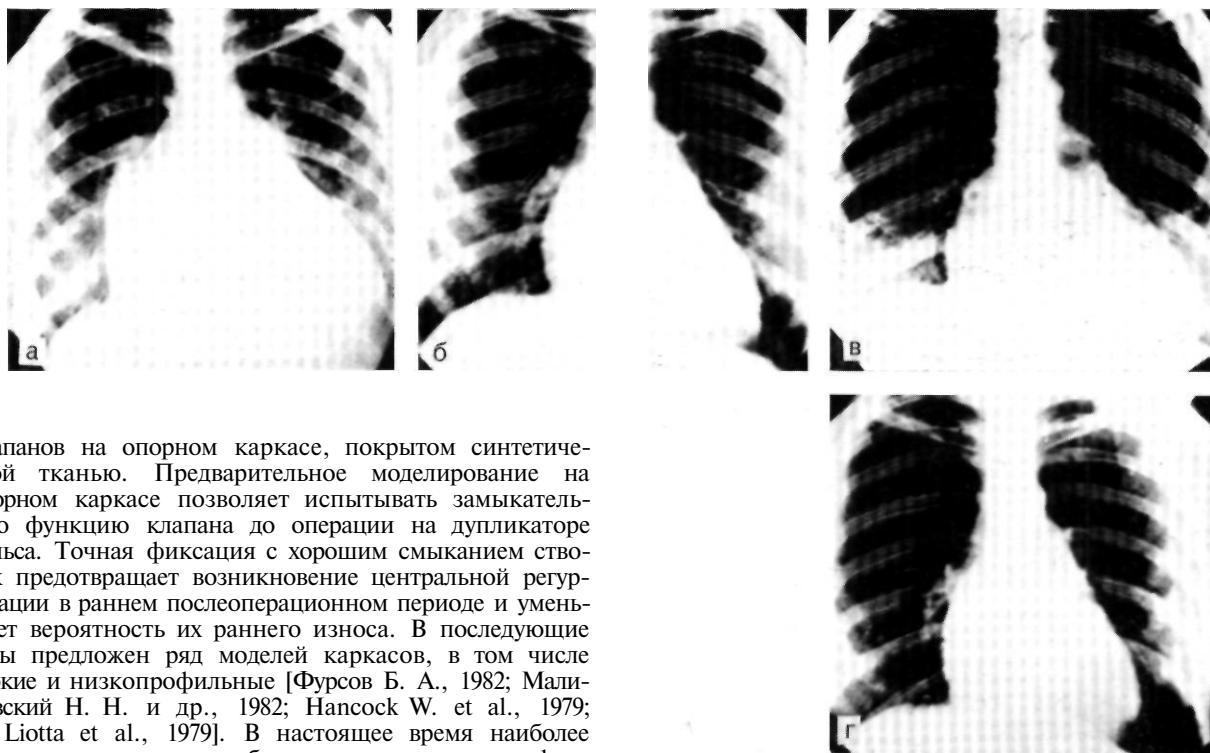 а
б
в
апанов на опорном каркасе, покрытом синтетиче-
й тканью. Предварительное моделирование на
орном каркасе позволяет испытывать замыкатель-
ю функцию клапана до операции на дупликаторе
льса. Точная фиксация с хорошим смыканием ство-
к предотвращает возникновение центральной регур-
ации в раннем послеоперационном периоде и умень-
ет вероятность их раннего износа. В последующие
ы предложен ряд моделей каркасов, в том числе
кие и низкопрофильные [Фурсов Б. А., 1982; Мали-
вский Н. Н. и др., 1982; Hancock W. et al., 1979;
Liotta et al., 1979]. В настоящее время наиболее
г